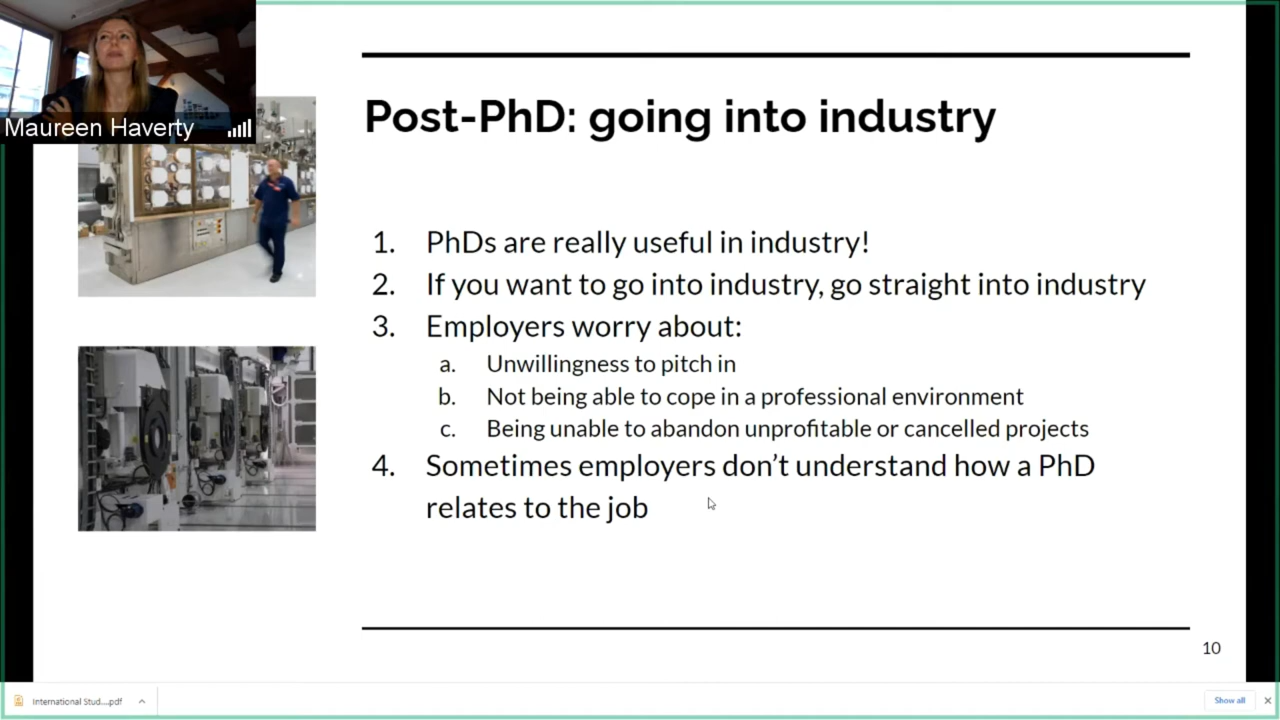 Maureen Haverty
Post-PhD: going into industry
1. PhDs are really useful in industry!
2. If you want to go into industry, go straight into industry
3. Employers worry about:
a. Unwillingness to pitch in
b. Not being able to cope in a professional environment
c. Being unable to abandon unprofitable or cancelled projects
4. Sometimes employers don’t understand how a PhD
relates to the job
10
International Stud....pdf
Show all